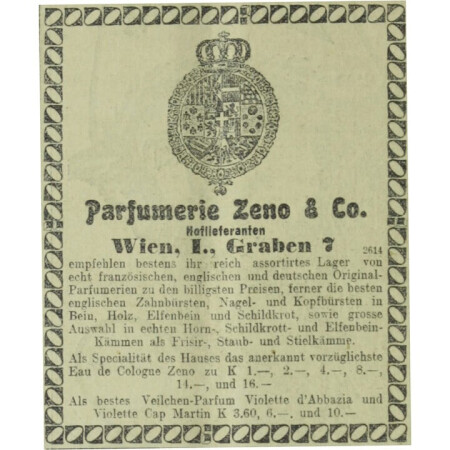 Parfumerie Zeno & Co.
Hoflieferanten
Wien, I., Graben 7
2614
empfehlen bestens ihr reich assortirtes Lager von
echt französischen, englischen und deutschen Original-
Parfumerien zu den billigsten Preisen, ferner die besten
englischen Zahnbürsten, Nagel- und Kopfbürsten in
Bein, Holz, Elfenbein und Schildkrot, sowie grosse
Auswahl in echten Horn-, Schildkrott- und Elfenbein-
Kämmen als Frisir-, Staub- und Stielkämme.
Als Specialität des Hauses das anerkannt vorzüglichste
Eau de Cologne Zeno zu K 1.—, 2.—, 4.—, 8.—,
14.—, und 16.—
Als bestes Veilchen-Parfum Violette d'Abbazia und
Violette Cap Martin K 3.60, 6.—. und 10.—